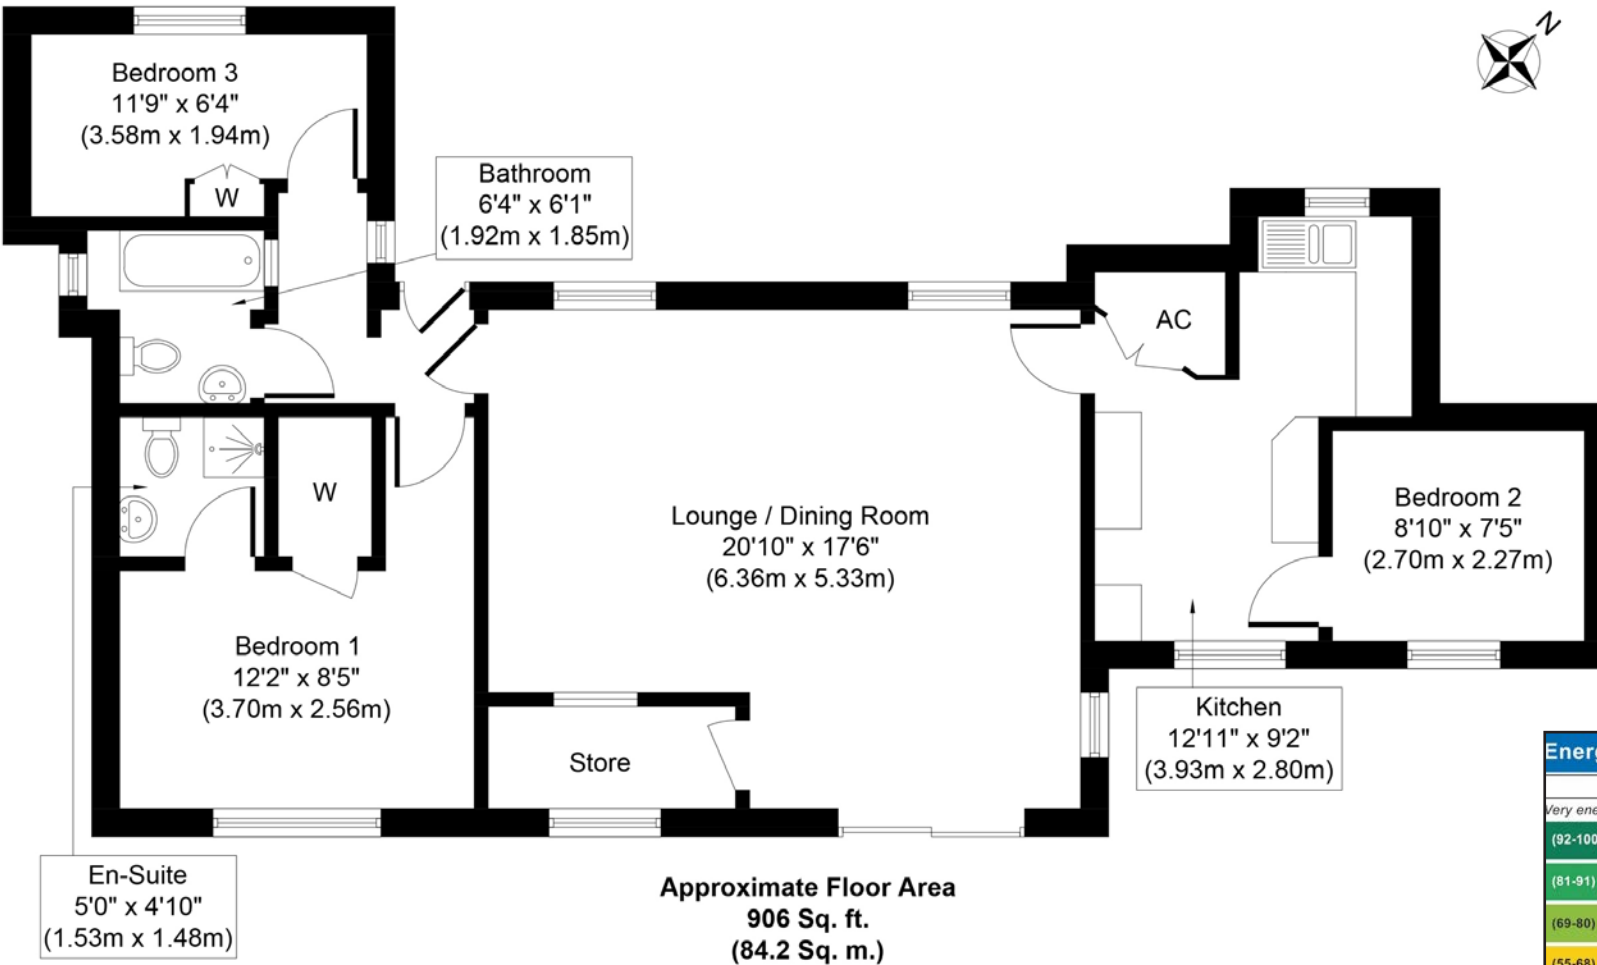 N
Bedroom 3
11'9" x 6'4"
(3.58m x 1.94m)
W
Bathroom
6'4" x 6'1"
(1.92m x 1.85m)
AC
W
Lounge / Dining Room
20'10" x 17'6"
(6.36m x 5.33m)
Bedroom 2
8'10" x 7'5"
(2.70m x 2.27m)
Bedroom 1
12'2" x 8'5"
(3.70m x 2.56m)
Store
Kitchen
12'11" x 9'2"
(3.93m x 2.80m)
En-Suite
5'0" x 4'10"
(1.53m x 1.48m)
Approximate Floor Area
906 Sq. ft.
(84.2 Sq. m.)
Very
(81-91)
(69-80)
(55-68)